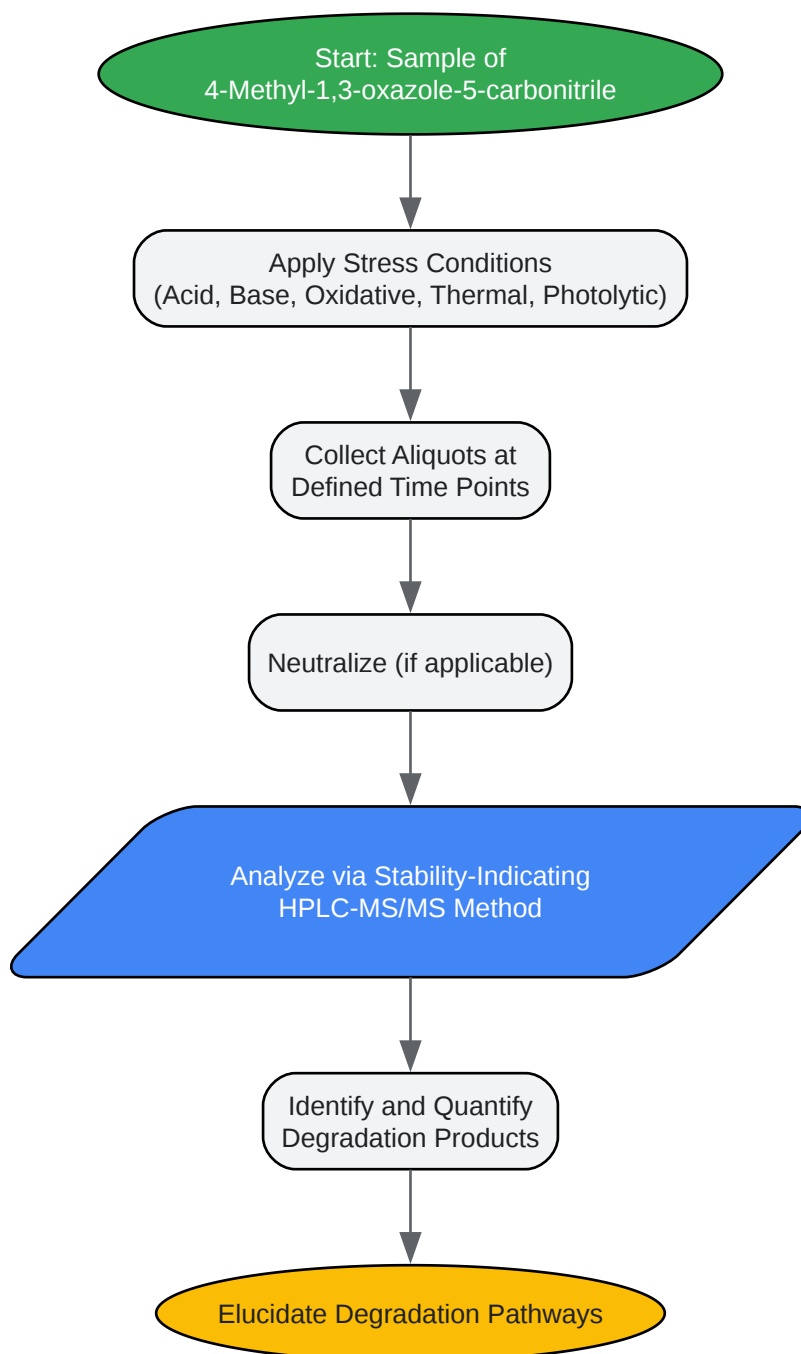 Start: Sample of
4-Methyl-1,3-oxazole-5-carbonitrile
Apply Stress Conditions
(Acid, Base, Oxidative, Thermal, Photolytic)
Collect Aliquots at
Defined Time Points
Neutralize (if applicable)
Analyze via Stability-Indicating
HPLC-MS/MS Method
Identify and Quantify
Degradation Products
Elucidate Degradation Pathways